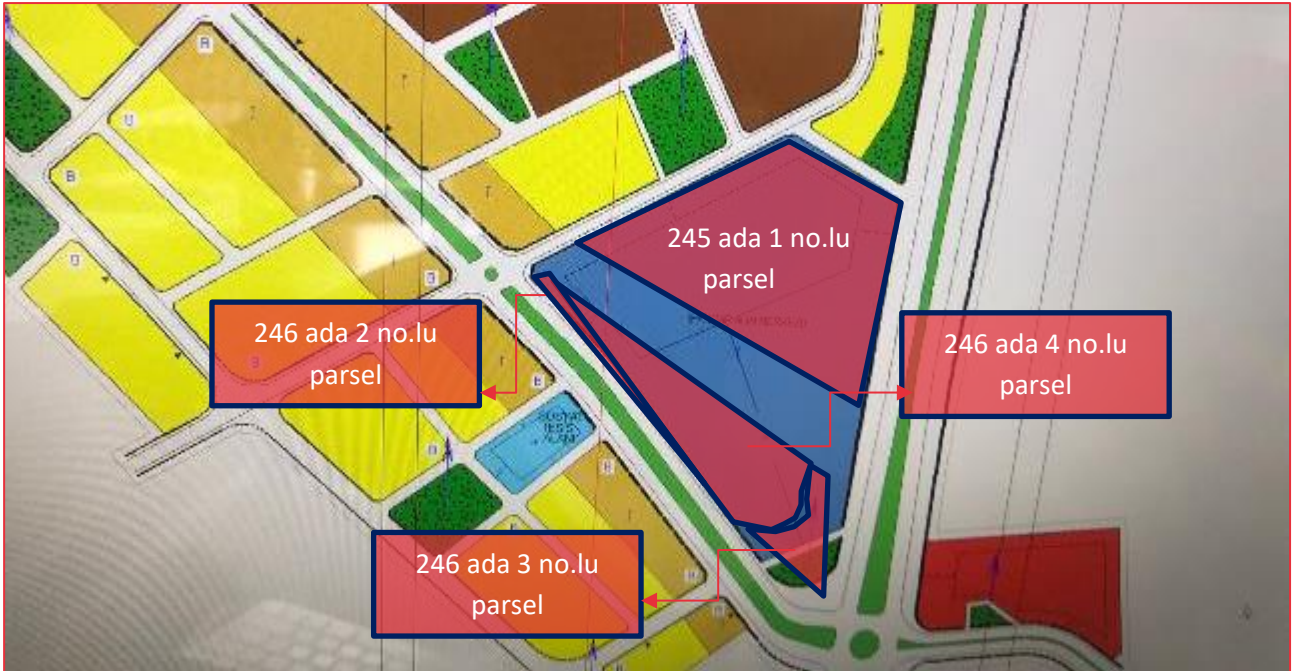 245 ada 1 no.lu
parsel
246 ada 2 no.lu
parsel
246 ada 4 no.lu
parsel
246 ada 3 no.lu
parsel